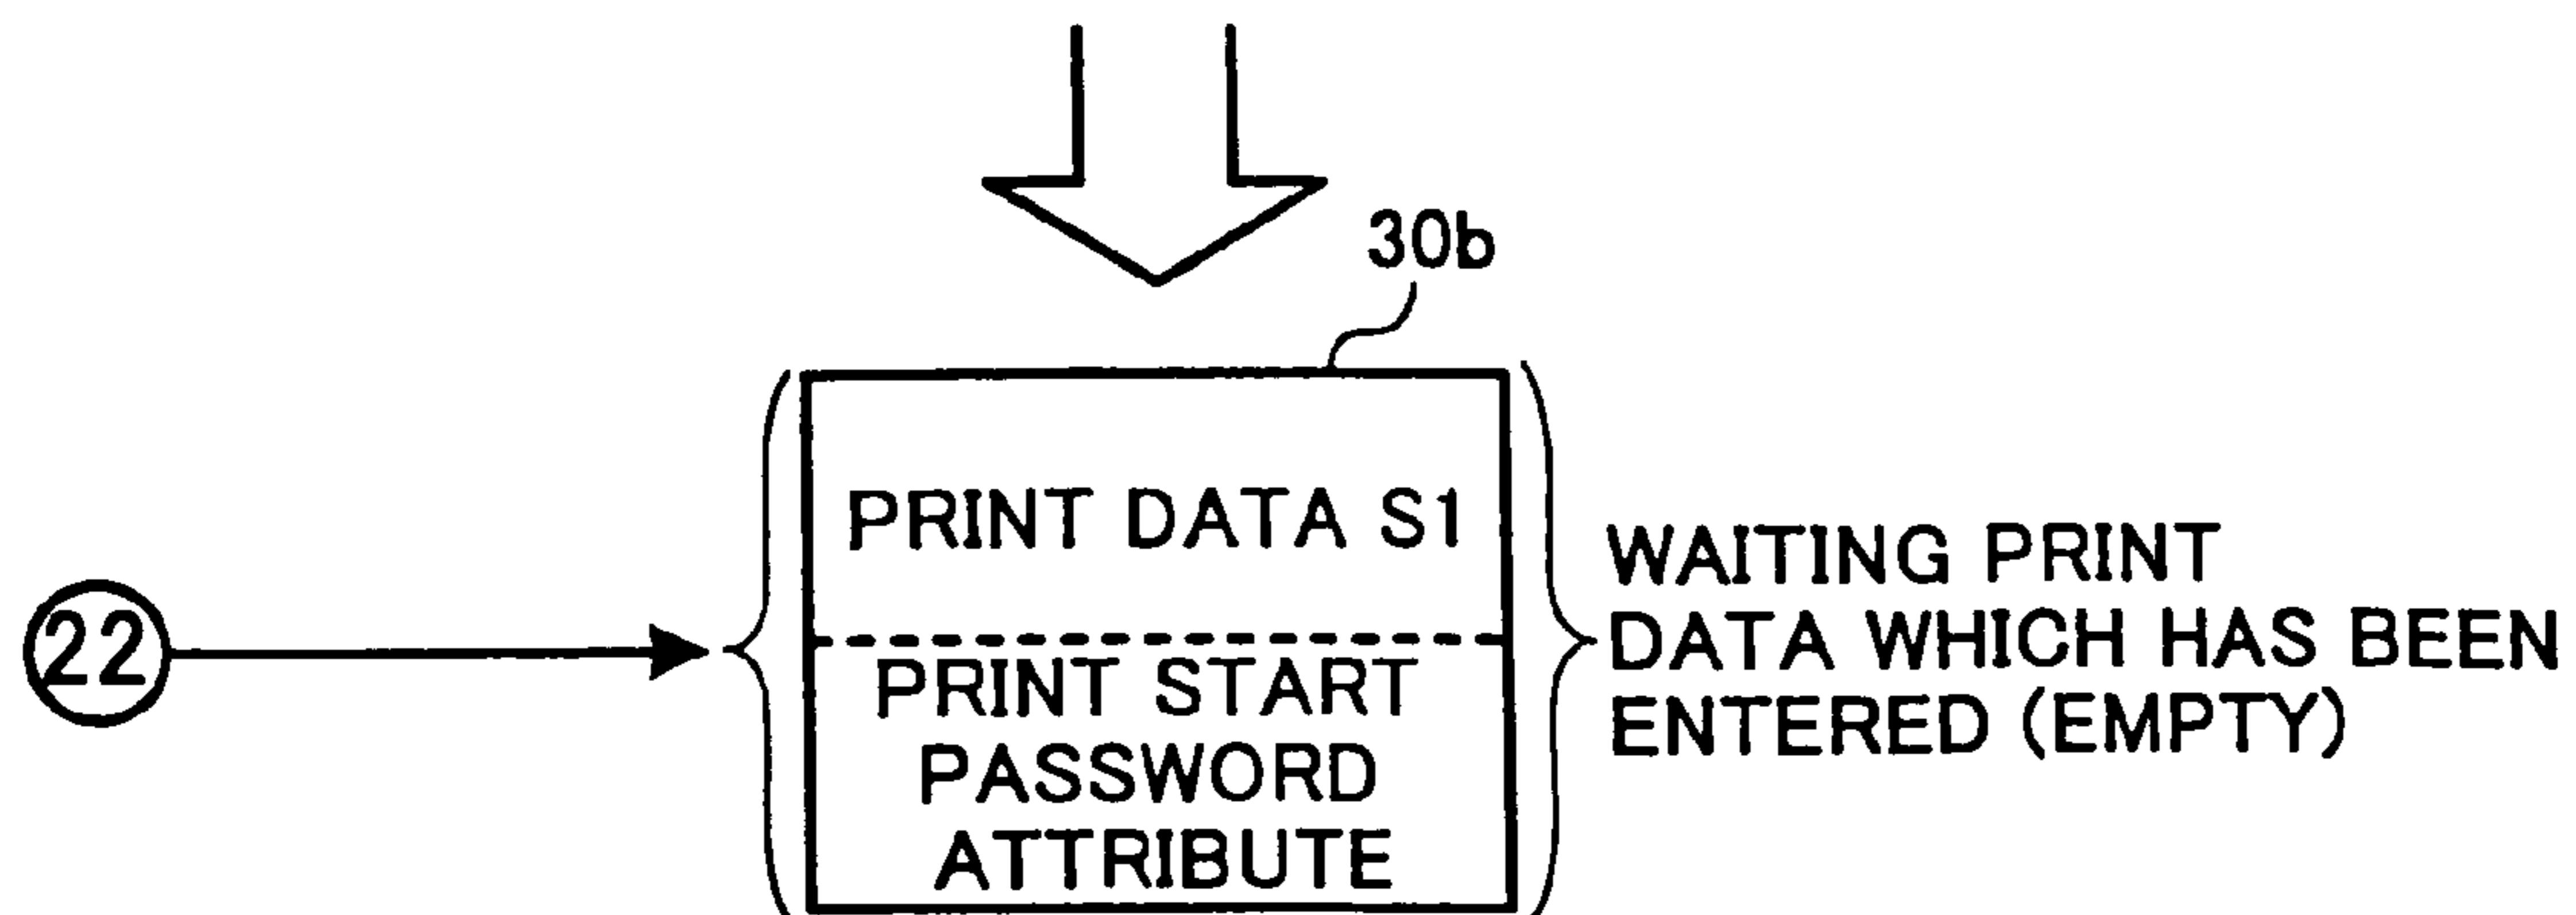 30b
PRINT DATA S1
PRINT START
PASSWORD
ATTRIBUTE
22
WAITING PRINT
DATA WHICH HAS BEEN
ENTERED (EMPTY)